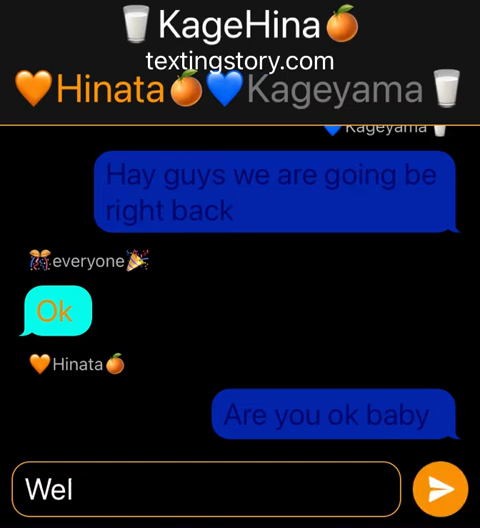 🥛KageHina🍊
textingstory.com
🧡Hinata🍊💙Kageyama🥛
💙Kageyama🥛
Hay guys we are going be
right back
🎊everyone🎉
Ok
🧡Hinata🍊
Are you ok baby
Wel